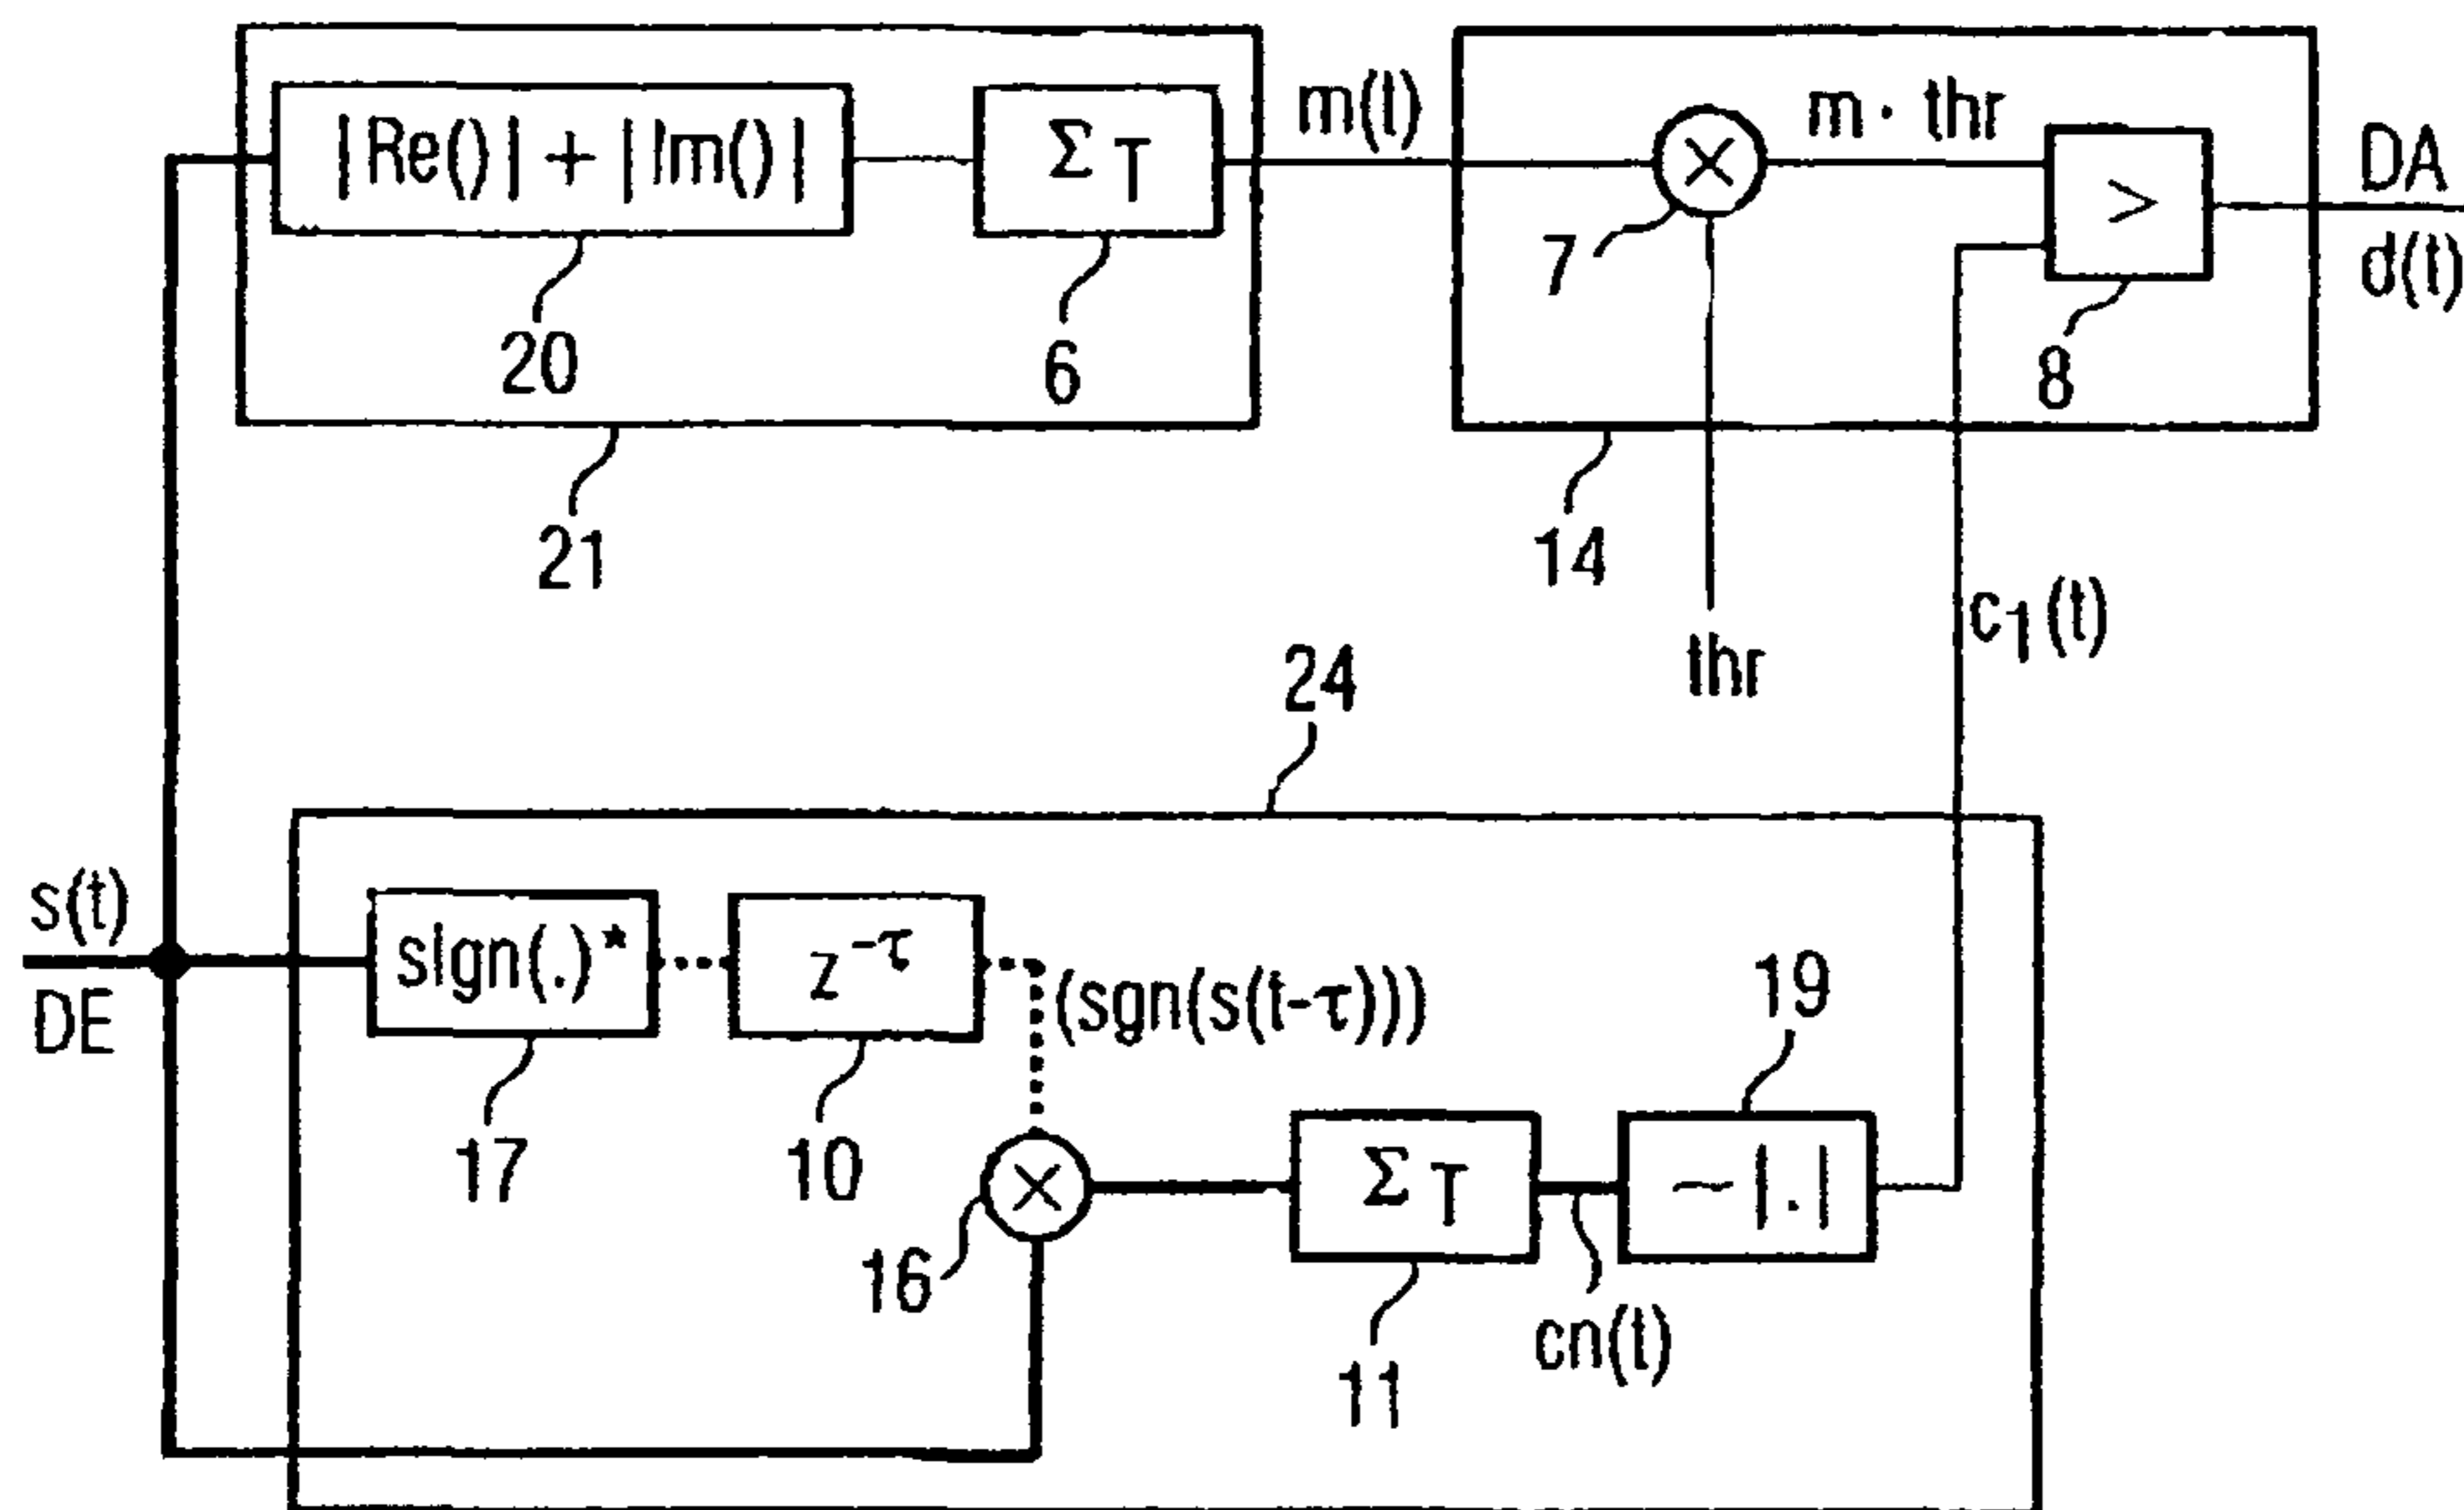 |Re()| + |Im()|
Σ T
m(t)
m · thr
>
DA
d(t)
7
20
6
8
21
14
thr
c1(t)
24
s(t)
DE
sign(.)*
z^-τ
(sgn(s(t-τ)))
19
17
10
16
Σ T
~|.|
11
cn(t)